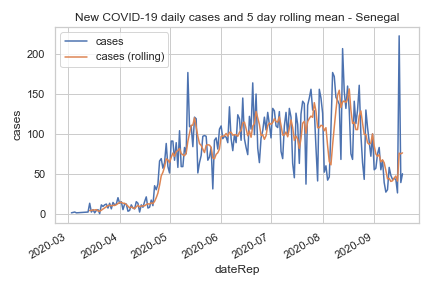 New COVID-19 daily cases and 5 day rolling mean - Senegal
cases
cases (rolling)
200
150
100
50
0
cases
2020-03
2020-04
2020-05
2020-06
2020-07
2020-08
2020-09
dateRep